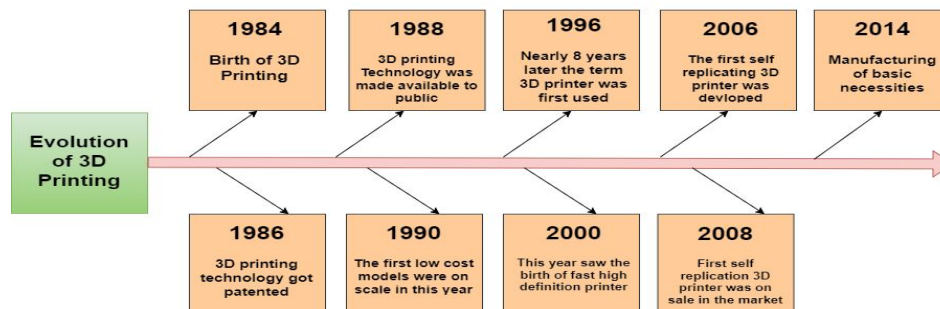 1984
Birth of 3D
Printing
1988
3D printing
Technology was
made available to
public
1996
Nearly 8 years
later the term
3D printer was
first used
2006
The first self
replicating 3D
printer was
devloped
2014
Manufacturing
of basic
necessities
Evolution
of 3D
Printing
1986
3D printing
technology got
patented
1990
The first low cost
models were on
scale in this year
2000
This year saw the
birth of fast high
definition printer
2008
First self
replication 3D
printer was on
sale in the market